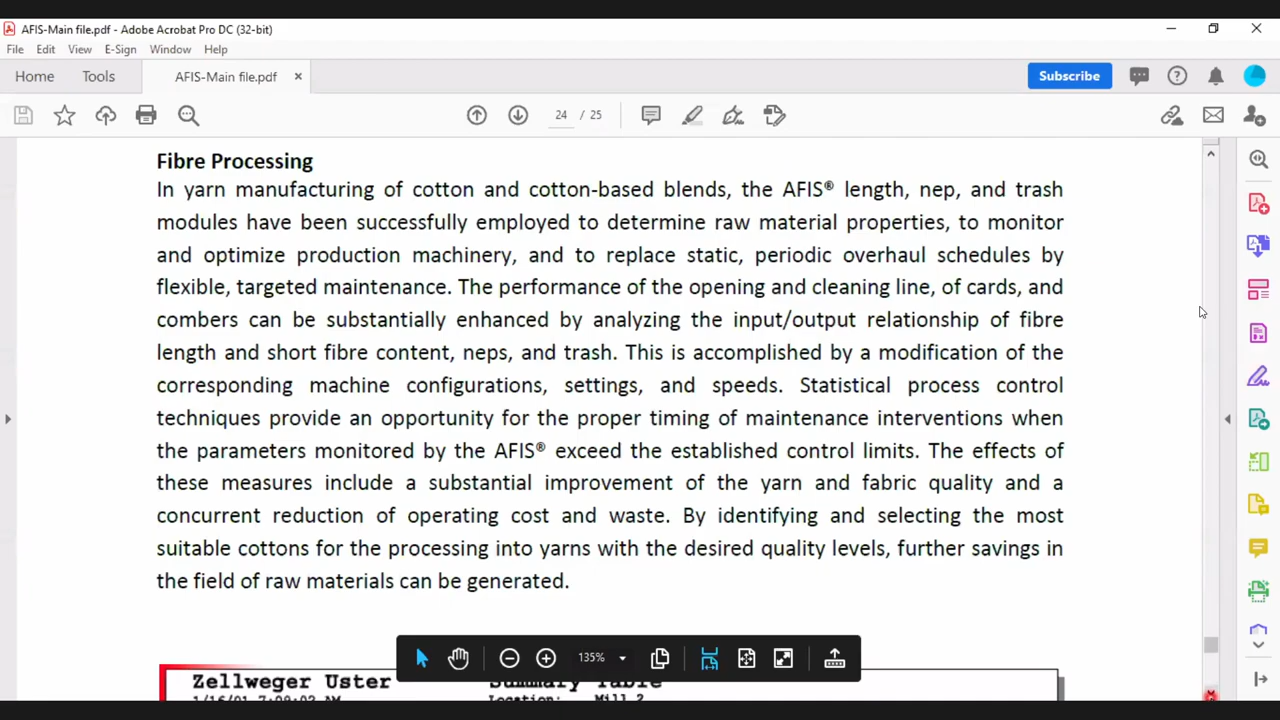 AFIS-Main file.pdf - Adobe Acrobat Pro DC (32-bit)
File Edit View E-Sign Window Help
Home Tools AFIS-Main file.pdf × Subscribe
24 / 25
Fibre Processing
In yarn manufacturing of cotton and cotton-based blends, the AFIS® length, nep, and trash
modules have been successfully employed to determine raw material properties, to monitor
and optimize production machinery, and to replace static, periodic overhaul schedules by
flexible, targeted maintenance. The performance of the opening and cleaning line, of cards, and
combers can be substantially enhanced by analyzing the input/output relationship of fibre
length and short fibre content, neps, and trash. This is accomplished by a modification of the
corresponding machine configurations, settings, and speeds. Statistical process control
techniques provide an opportunity for the proper timing of maintenance interventions when
the parameters monitored by the AFIS® exceed the established control limits. The effects of
these measures include a substantial improvement of the yarn and fabric quality and a
concurrent reduction of operating cost and waste. By identifying and selecting the most
suitable cottons for the processing into yarns with the desired quality levels, further savings in
the field of raw materials can be generated.
135%
Zellweger Uster Summary Table
1/16/01 Location: Mill 2